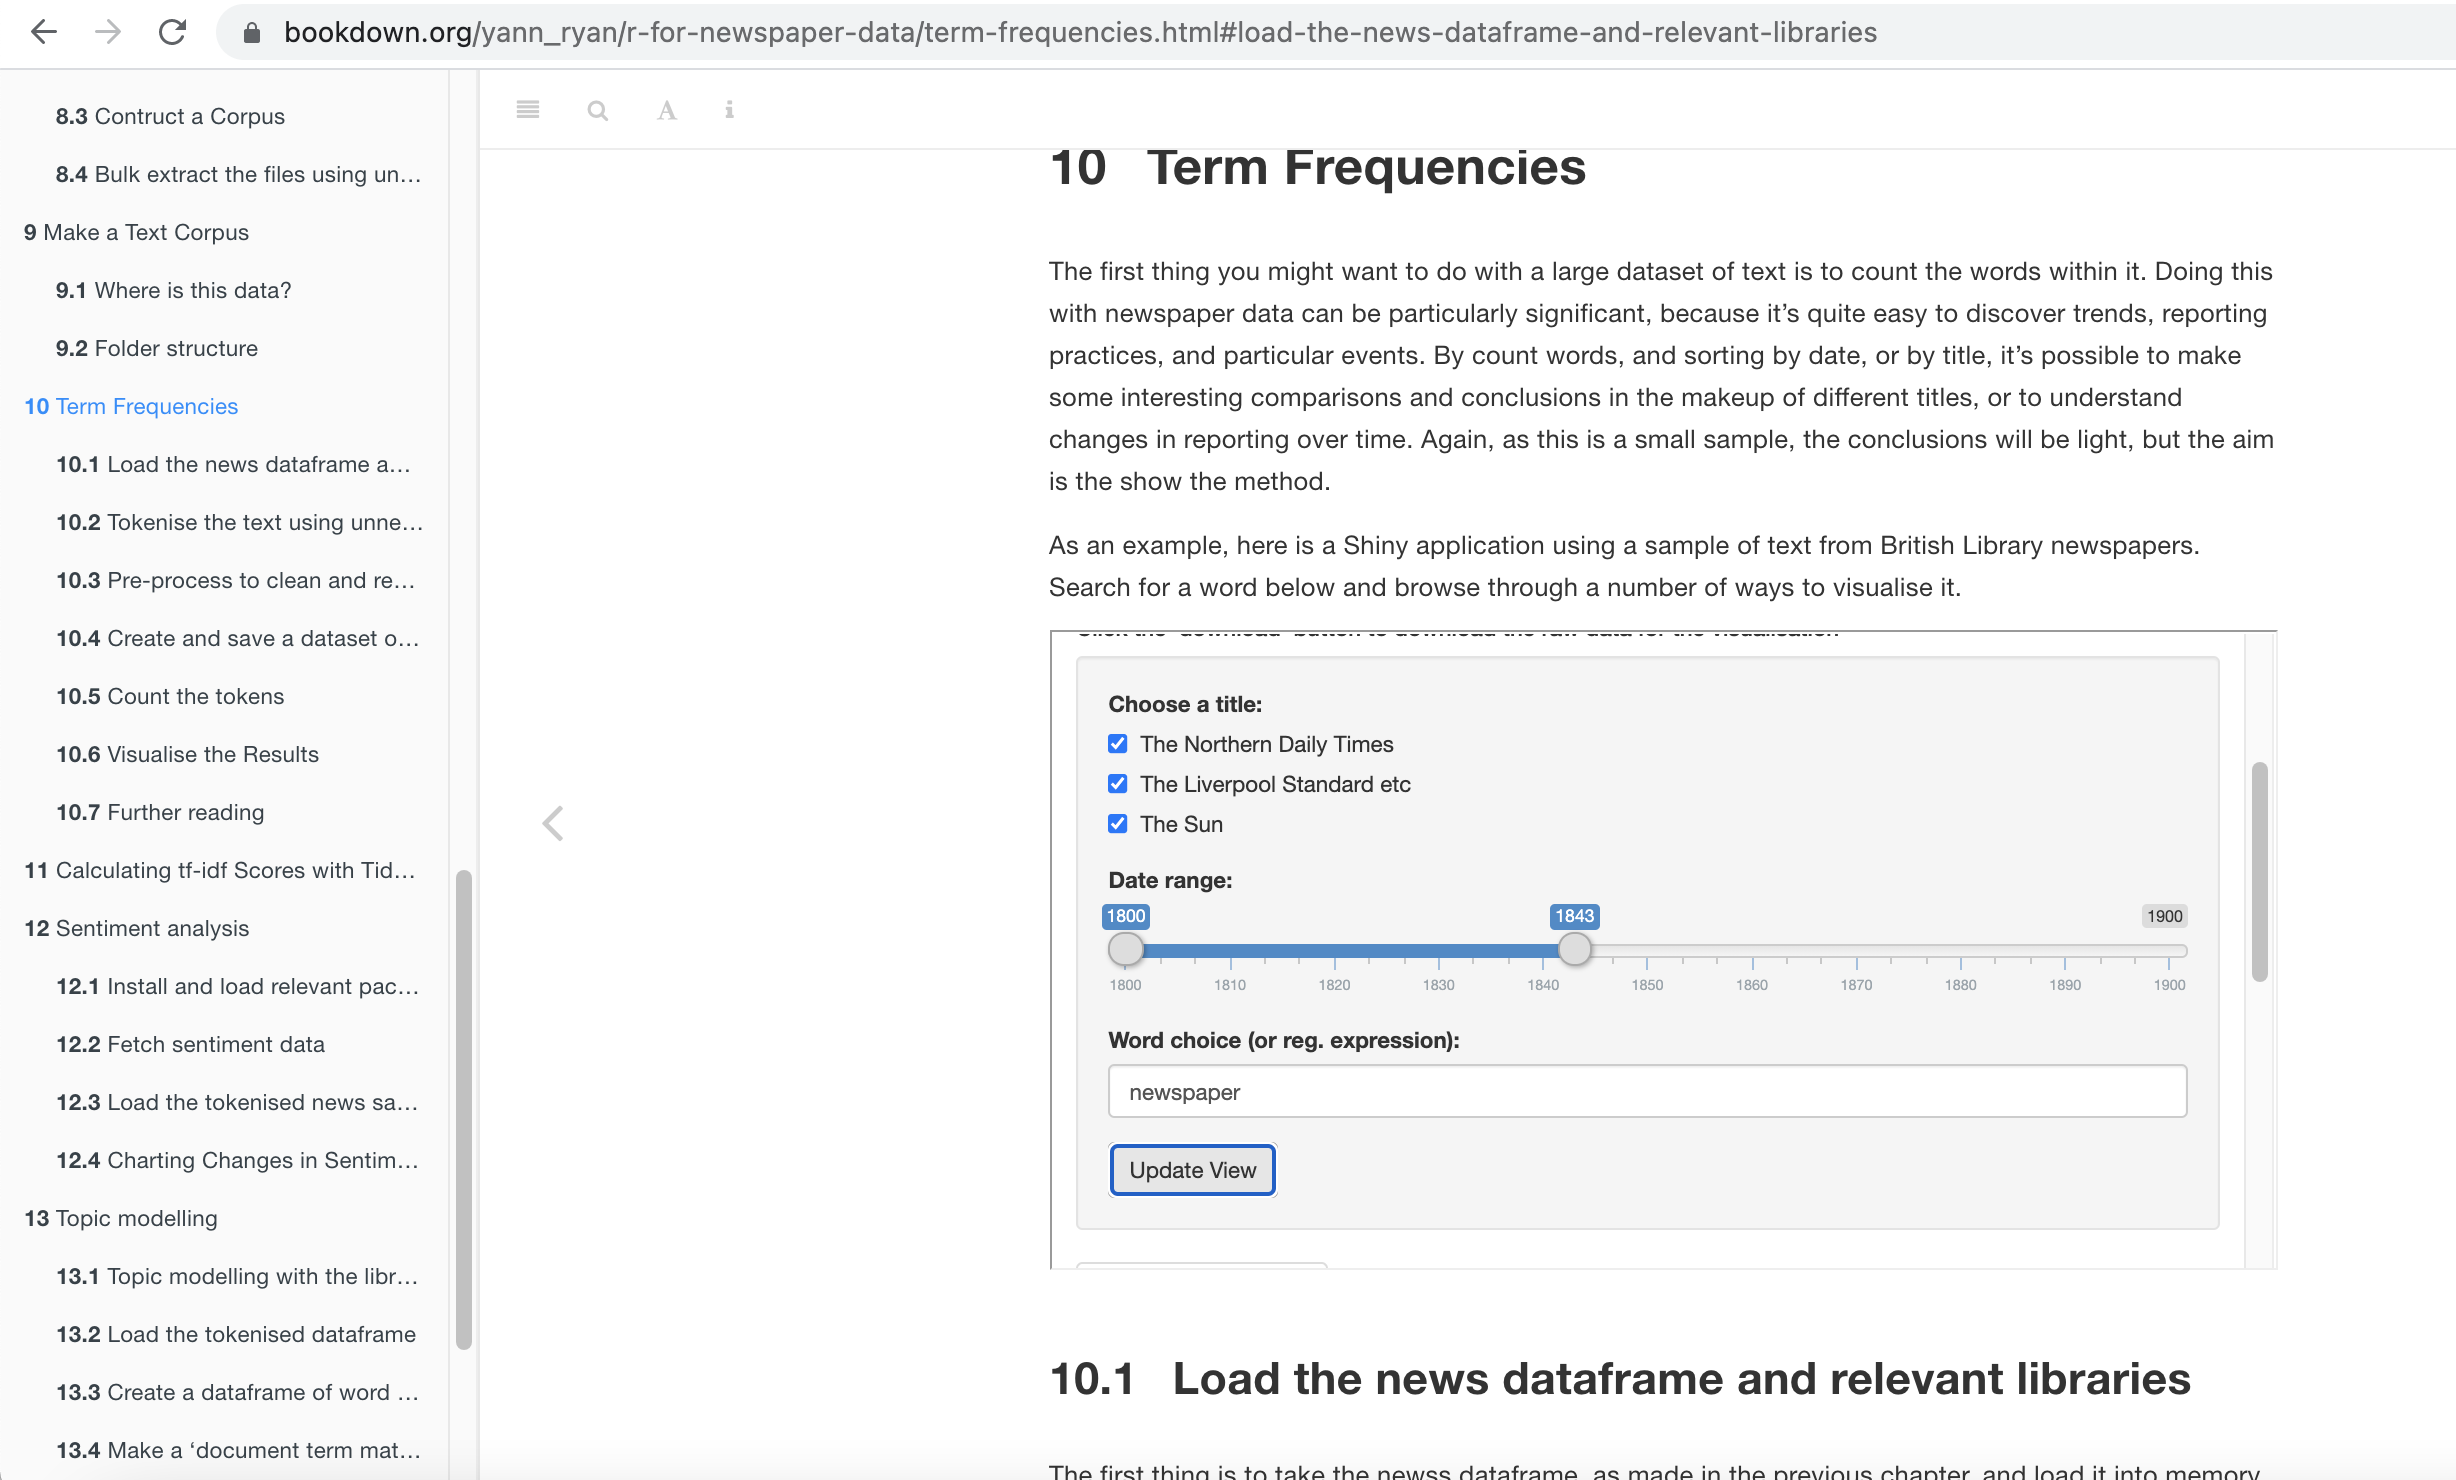 bookdown.org/yann_ryan/r-for-newspaper-data/term-frequencies.html#load-the-news-dataframe-and-relevant-libraries
8.3 Contruct a Corpus
8.4 Bulk extract the files using un...
9 Make a Text Corpus
9.1 Where is this data?
9.2 Folder structure
10 Term Frequencies
10.1 Load the news dataframe a...
10.2 Tokenise the text using unne...
10.3 Pre-process to clean and re...
10.4 Create and save a dataset o...
10.5 Count the tokens
10.6 Visualise the Results
10.7 Further reading
11 Calculating tf-idf Scores with Tid...
12 Sentiment analysis
12.1 Install and load relevant pac...
12.2 Fetch sentiment data
12.3 Load the tokenised news sa...
12.4 Charting Changes in Sentim...
13 Topic modelling
13.1 Topic modelling with the libr...
13.2 Load the tokenised dataframe
13.3 Create a dataframe of word ...
13.4 Make a ‘document term mat...
10 Term Frequencies
The first thing you might want to do with a large dataset of text is to count the words within it. Doing this
with newspaper data can be particularly significant, because it’s quite easy to discover trends, reporting
practices, and particular events. By count words, and sorting by date, or by title, it’s possible to make
some interesting comparisons and conclusions in the makeup of different titles, or to understand
changes in reporting over time. Again, as this is a small sample, the conclusions will be light, but the aim
is the show the method.
As an example, here is a Shiny application using a sample of text from British Library newspapers.
Search for a word below and browse through a number of ways to visualise it.
Click the 'download' button to download the raw data for the visualisation
Choose a title:
The Northern Daily Times
The Liverpool Standard etc
The Sun
Date range:
1800 1843 1900
1800 1810 1820 1830 1840 1850 1860 1870 1880 1890 1900
Word choice (or reg. expression):
newspaper
Update View
10.1 Load the news dataframe and relevant libraries
The first thing is to take the newss dataframe, as made in the previous chapter, and load it into memory